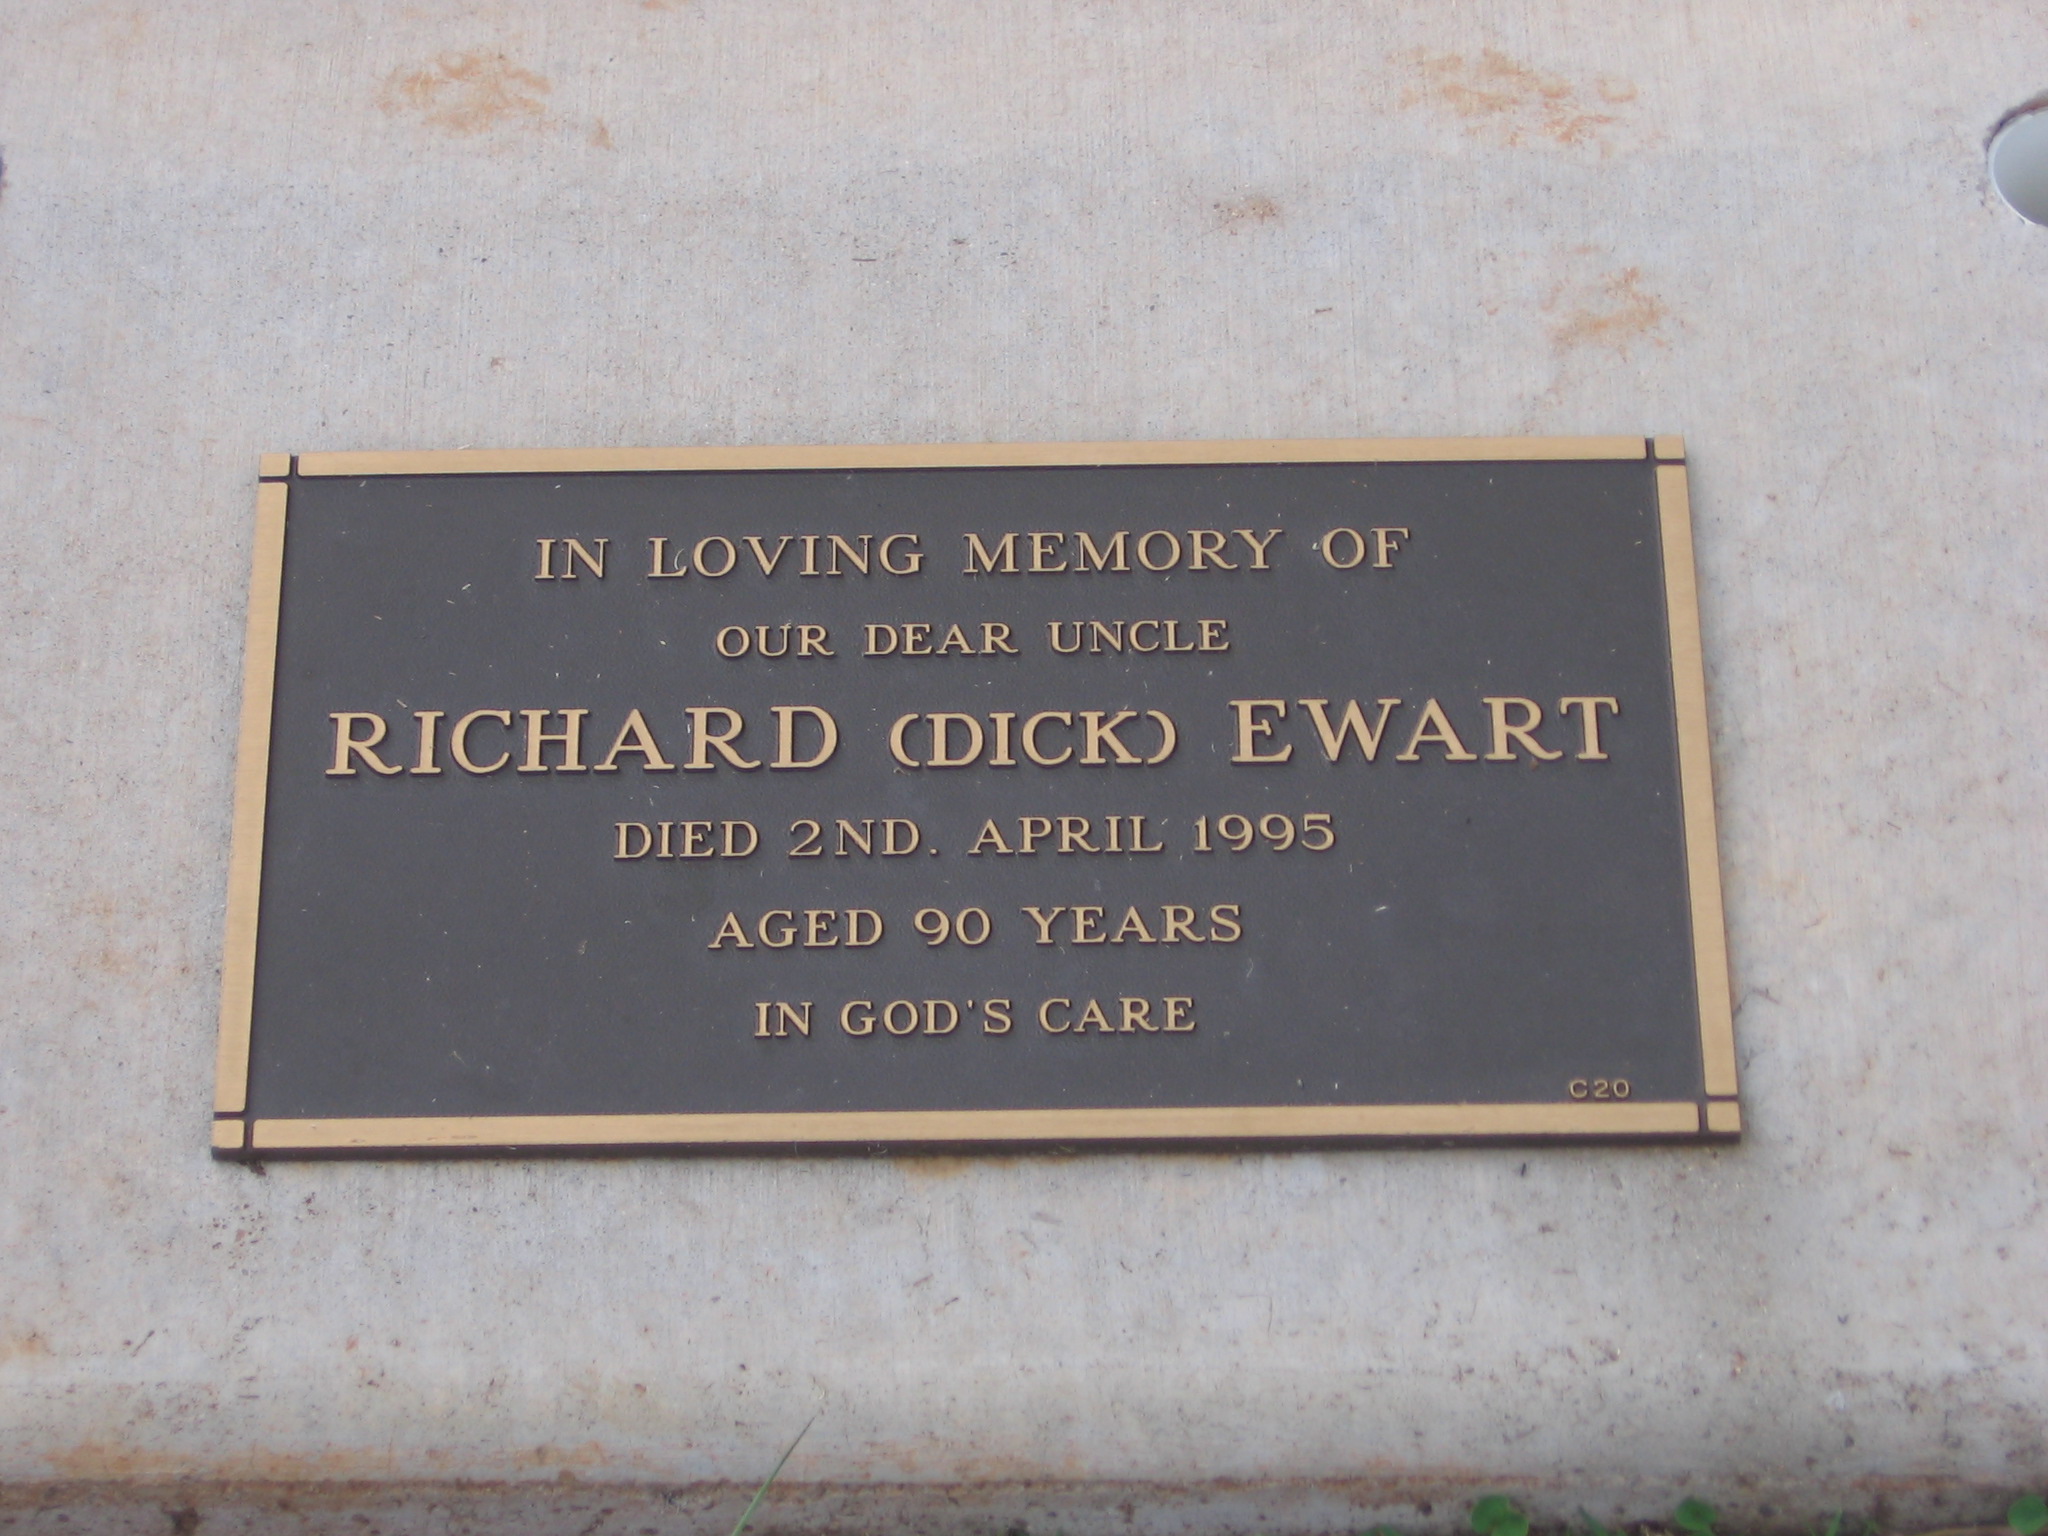 IN LOVING MEMORY OF
OUR DEAR UNCLE
RICHARD (DICK) EWART
DIED 2ND. APRIL 1995
AGED 90 YEARS
IN GOD'S CARE
C20